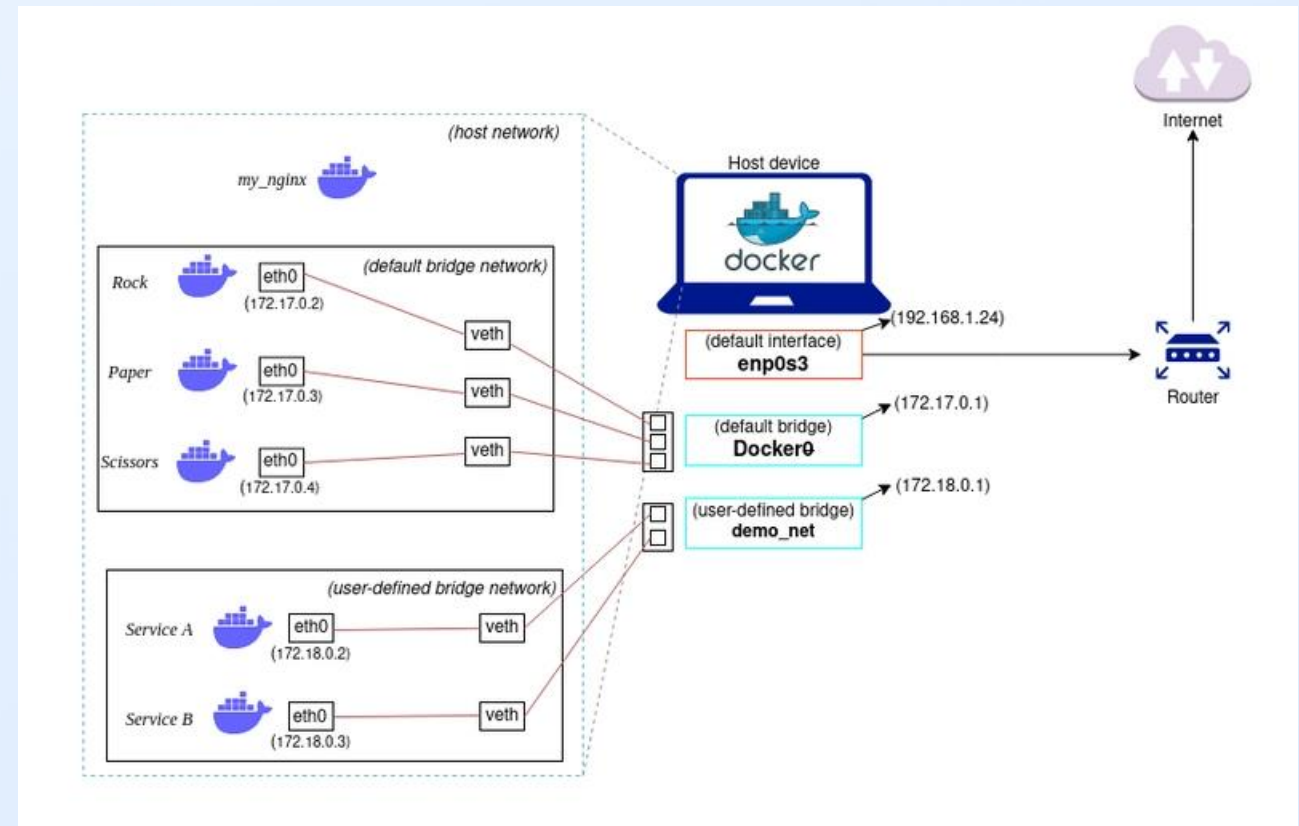 Internet
(host network)
my_nginx
Host device
docker
(default bridge network)
Rock
eth0
(172.17.0.2)
veth
Paper
eth0
(172.17.0.3)
veth
Scissors
eth0
(172.17.0.4)
veth
(192.168.1.24)
(default interface)
enp0s3
Router
(172.17.0.1)
(default bridge)
Docker0
(172.18.0.1)
(user-defined bridge)
demo_net
(user-defined bridge network)
Service A
eth0
(172.18.0.2)
veth
Service B
eth0
(172.18.0.3)
veth